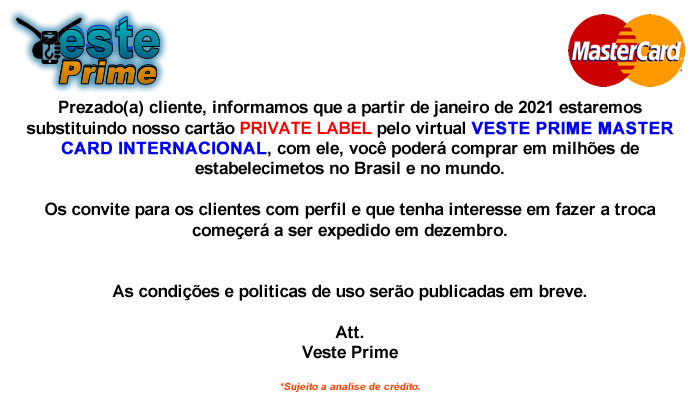 Veste
Prime
MasterCard
Prezado(a) cliente, informamos que a partir de janeiro de 2021 estaremos
substituindo nosso cartão PRIVATE LABEL pelo virtual VESTE PRIME MASTER
CARD INTERNACIONAL, com ele, você poderá comprar em milhões de
estabelecimetos no Brasil e no mundo.
Os convite para os clientes com perfil e que tenha interesse em fazer a troca
começerá a ser expedido em dezembro.
As condições e politicas de uso serão publicadas em breve.
Att.
Veste Prime
*Sujeito a analise de crédito.